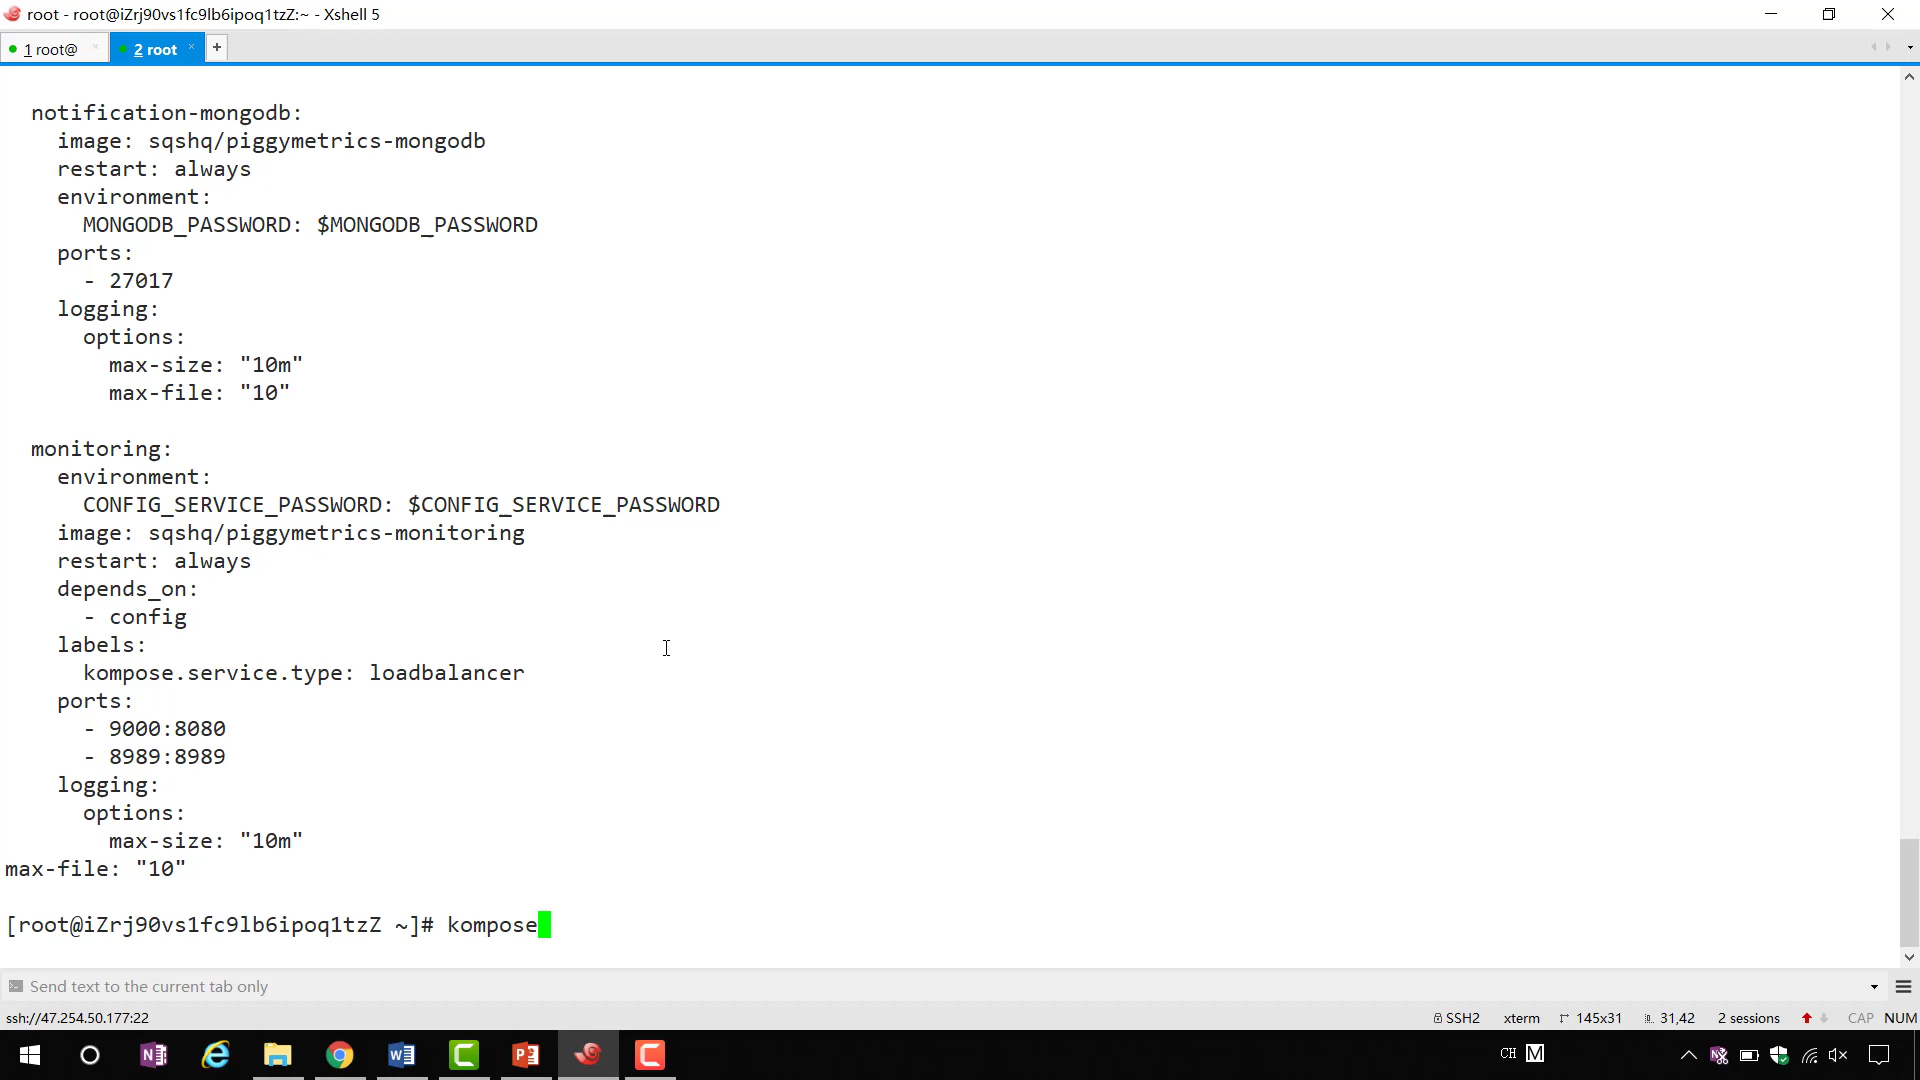 root - root@iZrj90vs1fc9lb6ipoq1tzZ:~ - Xshell 5
1 root@ × 2 root × +
notification-mongodb:
image: sqshq/piggymetrics-mongodb
restart: always
environment:
MONGODB_PASSWORD: $MONGODB_PASSWORD
ports:
- 27017
logging:
options:
max-size: "10m"
max-file: "10"
monitoring:
environment:
CONFIG_SERVICE_PASSWORD: $CONFIG_SERVICE_PASSWORD
image: sqshq/piggymetrics-monitoring
restart: always
depends_on:
- config
labels:
kompose.service.type: loadbalancer
ports:
- 9000:8080
- 8989:8989
logging:
options:
max-size: "10m"
max-file: "10"
[root@iZrj90vs1fc9lb6ipoq1tzZ ~]# kompose
Send text to the current tab only
ssh://47.254.50.177:22 SSH2 xterm 145x31 31,42 2 sessions CAP NUM
CH M